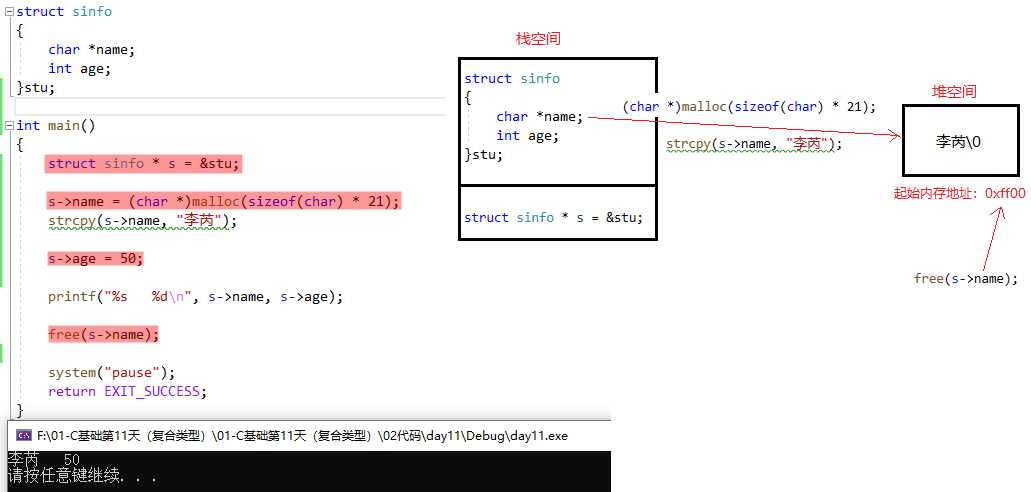 struct sinfo
{
char *name;
int age;
}stu;
int main()
{
struct sinfo * s = &stu;
s->name = (char *)malloc(sizeof(char) * 21);
strcpy(s->name, "李芮");
s->age = 50;
printf("%s   %d\n", s->name, s->age);
free(s->name);
system("pause");
return EXIT_SUCCESS;
}
栈空间
struct sinfo
{
char *name;
int age;
}stu;
struct sinfo * s = &stu;
(char *)malloc(sizeof(char) * 21);
strcpy(s->name, "李芮");
堆空间
李芮\0
起始内存地址：0xff00
free(s->name);
F:\01-C基础第11天（复合类型）\01-C基础第11天（复合类型）\02代码\day11\Debug\day11.exe
李芮   50
请按任意键继续. . .